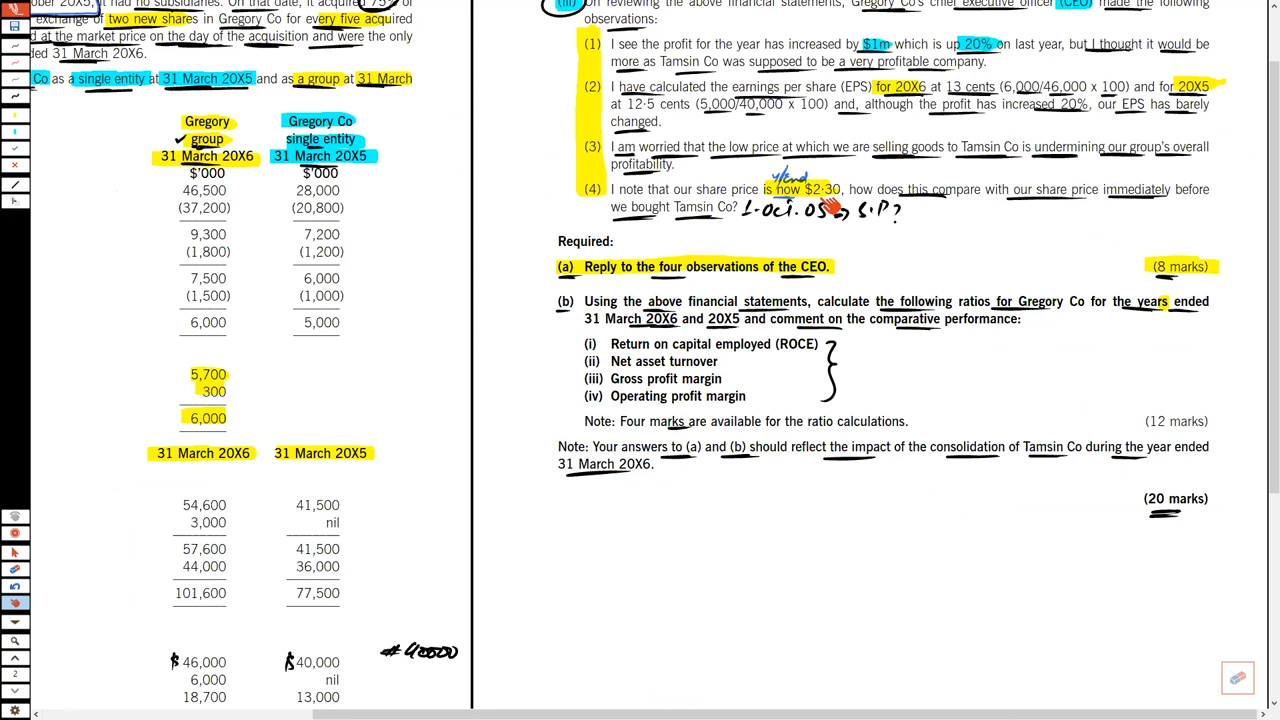 ober 20X5, it had no subsidiaries. On that date, it acquired 75% of
exchange of two new shares in Gregory Co for every five acquired
d at the market price on the day of the acquisition and were the only
ded 31 March 20X6.
Co as a single entity at 31 March 20X5 and as a group at 31 March
Gregory Gregory Co
group single entity
31 March 20X6 31 March 20X5
$'000 $'000
46,500 28,000
(37,200) (20,800)
9,300 7,200
(1,800) (1,200)
7,500 6,000
(1,500) (1,000)
6,000 5,000
5,700
300
6,000
31 March 20X6 31 March 20X5
54,600 41,500
3,000 nil
57,600 41,500
44,000 36,000
101,600 77,500
$46,000 $40,000
6,000 nil
18,700 13,000
(iii) On reviewing the above financial statements, Gregory Co's chief executive officer (CEO) made the following
observations:
(1) I see the profit for the year has increased by $1m which is up 20% on last year, but I thought it would be
more as Tamsin Co was supposed to be a very profitable company.
(2) I have calculated the earnings per share (EPS) for 20X6 at 13 cents (6,000/46,000 x 100) and for 20X5
at 12·5 cents (5,000/40,000 x 100) and, although the profit has increased 20%, our EPS has barely
changed.
(3) I am worried that the low price at which we are selling goods to Tamsin Co is undermining our group's overall
profitability.
y/end
(4) I note that our share price is now $2·30, how does this compare with our share price immediately before
we bought Tamsin Co? 1. Oct. 05 S.P?
Required:
(a) Reply to the four observations of the CEO. (8 marks)
(b) Using the above financial statements, calculate the following ratios for Gregory Co for the years ended
31 March 20X6 and 20X5 and comment on the comparative performance:
(i) Return on capital employed (ROCE)
(ii) Net asset turnover
(iii) Gross profit margin
(iv) Operating profit margin
Note: Four marks are available for the ratio calculations. (12 marks)
Note: Your answers to (a) and (b) should reflect the impact of the consolidation of Tamsin Co during the year ended
31 March 20X6.
(20 marks)
2